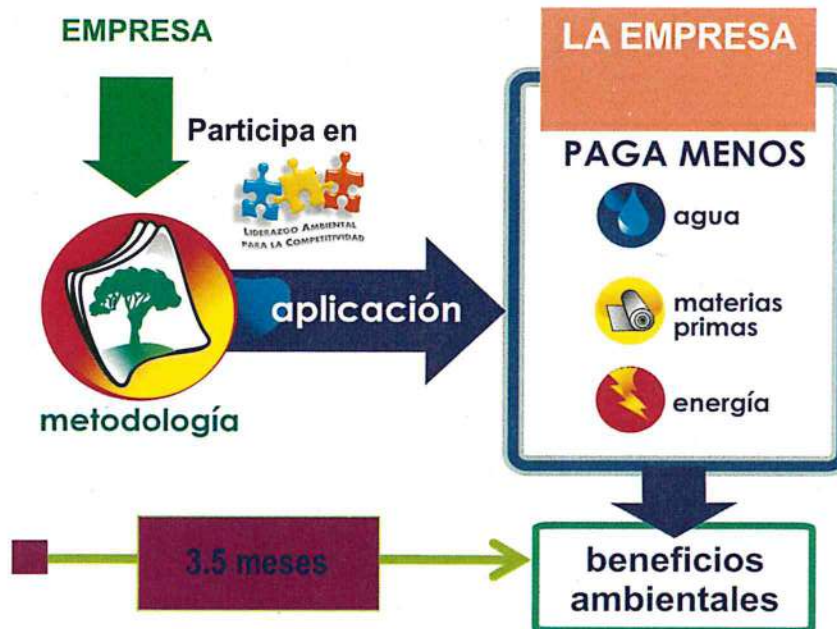 EMPRESA
Participa en
LIDERAZGO AMBIENTAL
PARA LA COMPETITIVIDAD
metodología
aplicación
LA EMPRESA
PAGA MENOS
agua
materias
primas
energía
3.5 meses
beneficios
ambientales